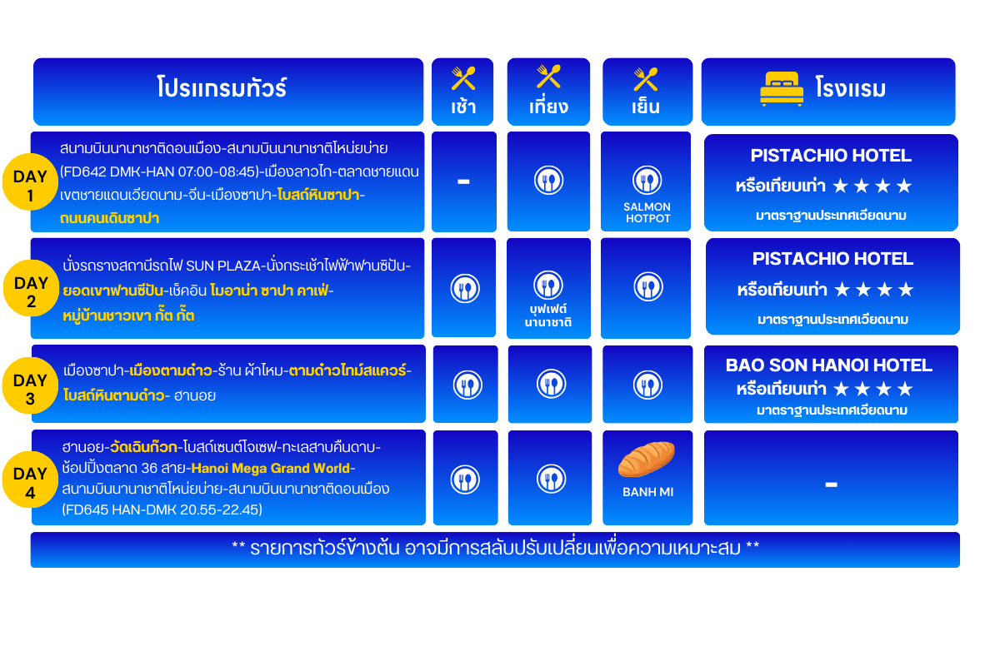 โปรแกรมทัวร์
เช้า
เที่ยง
เย็น
โรงแรม
DAY
1
สนามบินนานาชาติดอนเมือง-สนามบินนานาชาติโหน่ยบ่าย
(FD642 DMK-HAN 07:00-08:45)-เมืองลาวไก-ตลาดชายแดน
เขตชายแดนเวียดนาม-จีน-เมืองซาปา-โบสถ์หินซาปา-
ถนนคนเดินซาปา
-
SALMON
HOTPOT
PISTACHIO HOTEL
หรือเทียบเท่า ★ ★ ★ ★
มาตราฐานประเทศเวียดนาม
DAY
2
นั่งรถรางสถานีรถไฟ SUN PLAZA-นั่งกระเช้าไฟฟ้าฟานซิปัน-
ยอดเขาฟานซีปัน-เช็คอิน โมอาน่า ซาปา คาเฟ่-
หมู่บ้านชาวเขา กั๊ต กั๊ต
บุฟเฟต์
นานาชาติ
PISTACHIO HOTEL
หรือเทียบเท่า ★ ★ ★ ★
มาตราฐานประเทศเวียดนาม
DAY
3
เมืองซาปา-เมืองตามด๋าว-ร้าน ผ้าไหม-ตามด๋าวไทม์สแควร์-
โบสถ์หินตามด๋าว- ฮานอย
BAO SON HANOI HOTEL
หรือเทียบเท่า ★ ★ ★ ★
มาตราฐานประเทศเวียดนาม
DAY
4
ฮานอย-วัดเฉินก๊วก-โบสถ์เซนต์โจเซฟ-ทะเลสาบคืนดาบ-
ช้อปปิ้งตลาด 36 สาย-Hanoi Mega Grand World-
สนามบินนานาชาติโหน่ยบ่าย-สนามบินนานาชาติดอนเมือง
(FD645 HAN-DMK 20.55-22.45)
BANH MI
-
** รายการทัวร์ข้างต้น อาจมีการสลับปรับเปลี่ยนเพื่อความเหมาะสม **